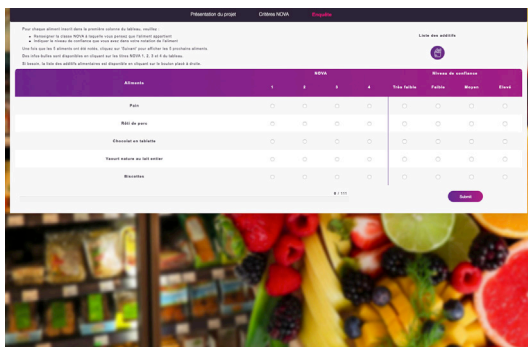 Présentation du projet Critères NOVA Enquête
Pour chaque aliment inscrit dans la première colonne du tableau, veuillez :
Renseigner la classe NOVA à laquelle vous pensez que l'aliment appartient
Indiquer le niveau de confiance que vous avez dans votre notation de l'aliment
Une fois que les 5 aliments ont été notés, cliquez sur 'Suivant' pour afficher les 5 prochains aliments.
Des infos-bulles sont disponibles en cliquant sur les titres NOVA 1, 2, 3 et 4 du tableau.
Si besoin, la liste des additifs alimentaires est disponible en cliquant sur le bouton placé à droite.
Liste des additifs
Aliments NOVA Niveau de confiance
1 2 3 4 Très faible Faible Moyen Elevé
Pain
Rôti de porc
Chocolat en tablette
Yaourt nature au lait entier
Biscottes
Submit